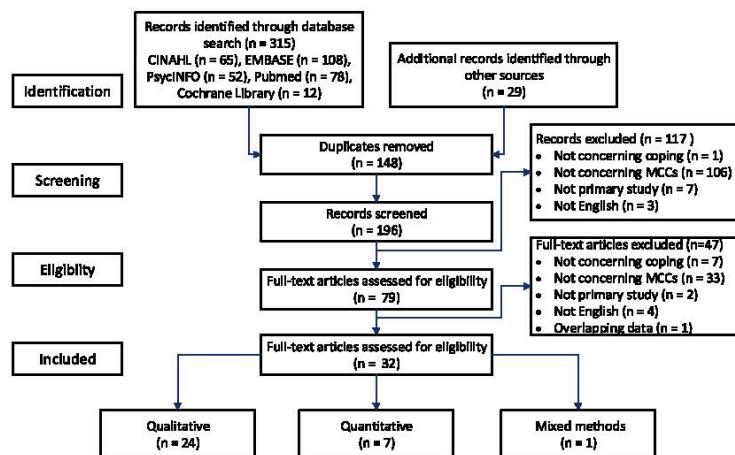 Records identified through database
search (n = 315)
CINAHL (n = 65), EMBASE (n = 108),
PsycINFO (n = 52), Pubmed (n = 78),
Cochrane Library (n = 12)
Additional records identified through
other sources
(n = 29)
Identification
Duplicates removed
(n = 148)
Records excluded (n = 117 )
• Not concerning coping (n = 1)
• Not concerning MCCs (n = 106)
• Not primary study (n = 7)
• Not English (n = 3)
Screening
Records screened
(n = 196)
Full-text articles excluded (n=47)
• Not concerning coping (n = 7)
• Not concerning MCCs (n = 33)
• Not primary study (n = 2)
• Not English (n = 4)
• Overlapping data (n = 1)
Eligiblity
Full-text articles assessed for eligibility
(n = 79)
Included
Full-text articles assessed for eligibility
(n = 32)
Qualitative
(n = 24)
Quantitative
(n = 7)
Mixed methods
(n = 1)